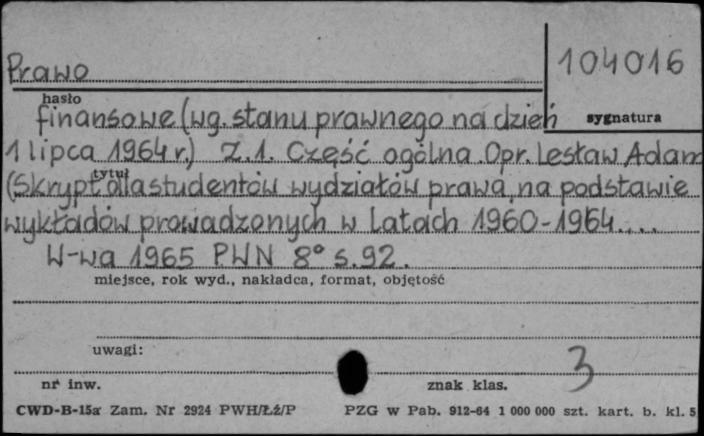 Prawo
104016
hasło
finansowe (wg. stanu prawnego na dzień
sygnatura
1 lipca 1964 r.) Z.1. Część ogólna Opr. Lesław Adam
tytuł
(Skrypt dla studentów wydziałów prawa, na podstawie
wykładów prowadzonych w latach 1960-1964....
W-wa 1965 PWN 8° s. 92.
miejsce, rok wyd., nakładca, format, objętość
uwagi:
3
nr inw.
znak klas.
CWD-B-15a Zam. Nr 2924 PWH/Łź/P PZG w Pab. 912-64 1 000 000 szt. kart. b. kl. 5